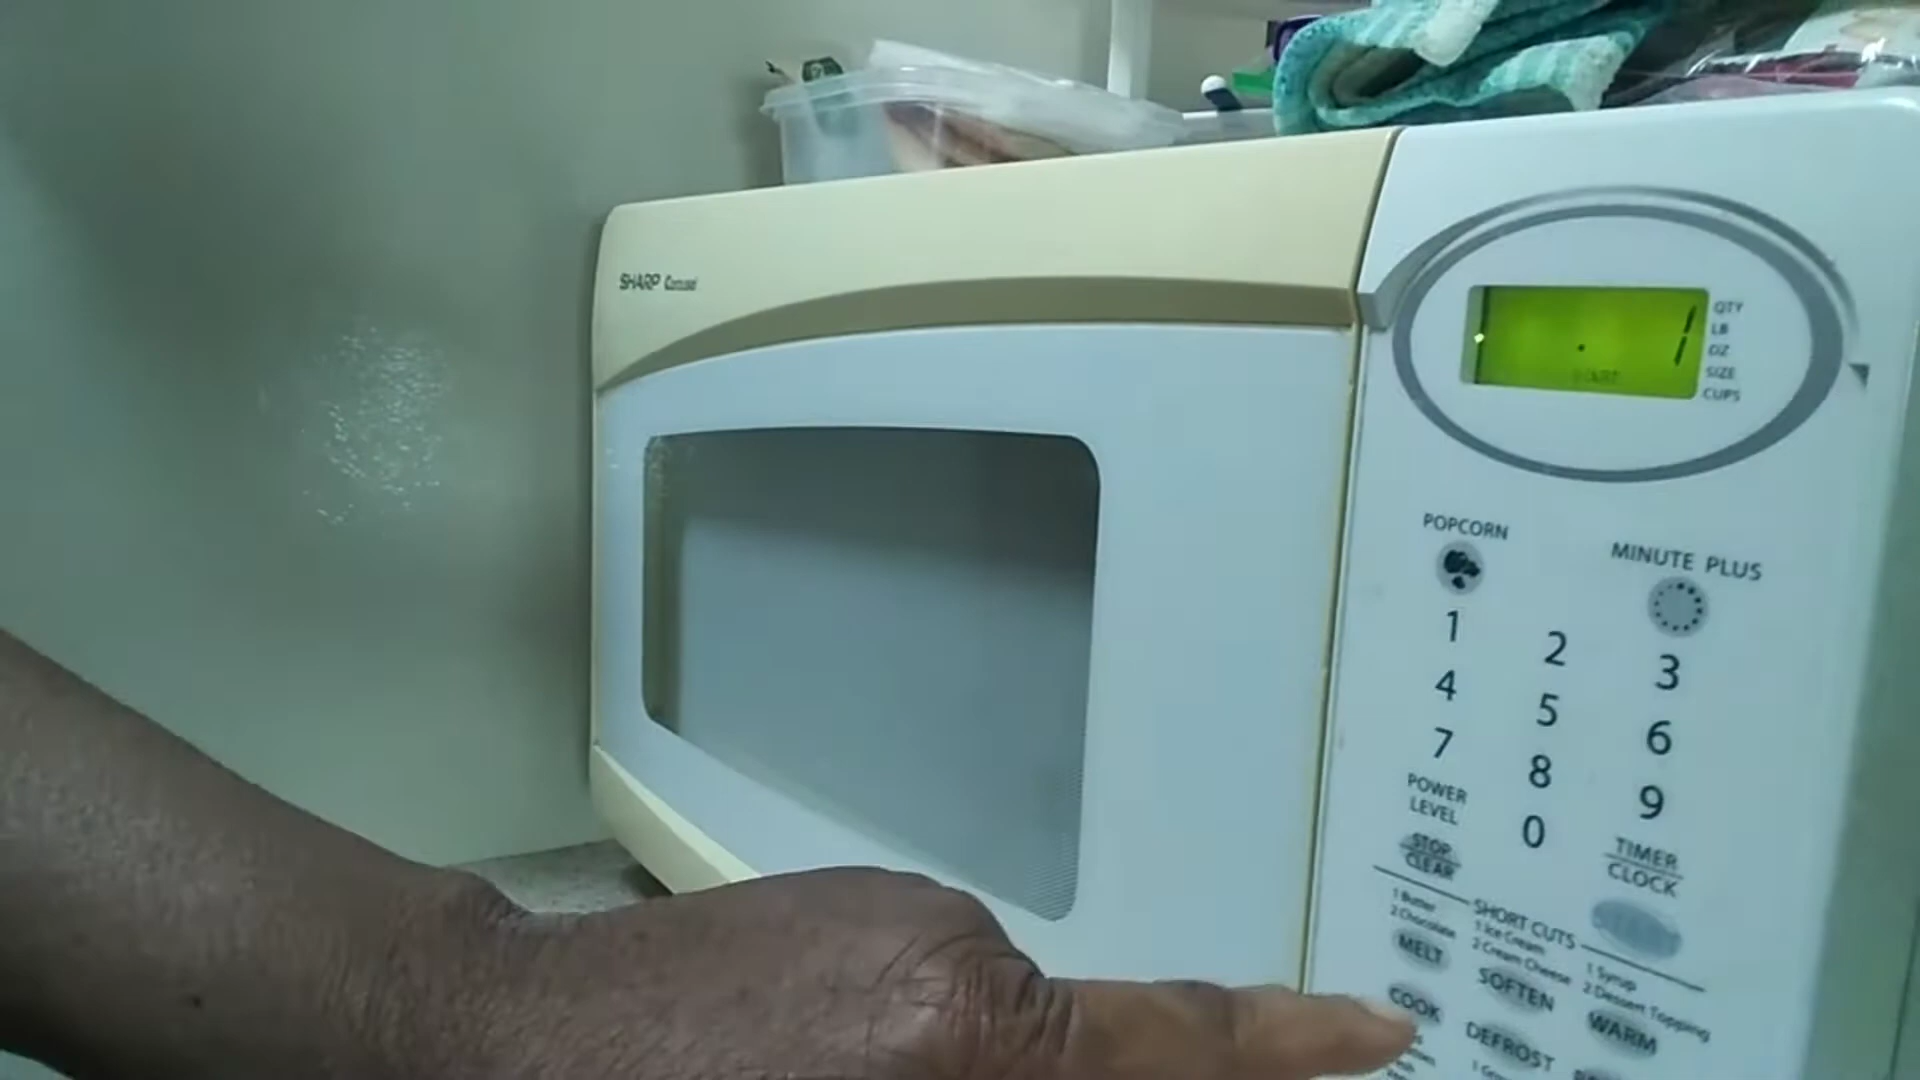 SHARP Carousel
1
START
QTY
LB
OZ
SIZE
CUPS
POPCORN
MINUTE PLUS
1 2 3
4 5 6
7 8 9
POWER
LEVEL
0
STOP
CLEAR
TIMER
CLOCK
SHORT CUTS
1 Butter
2 Chocolate
MELT
1 Ice Cream
2 Cream Cheese
SOFTEN
1 Syrup
2 Dessert Topping
WARM
COOK
DEFROST